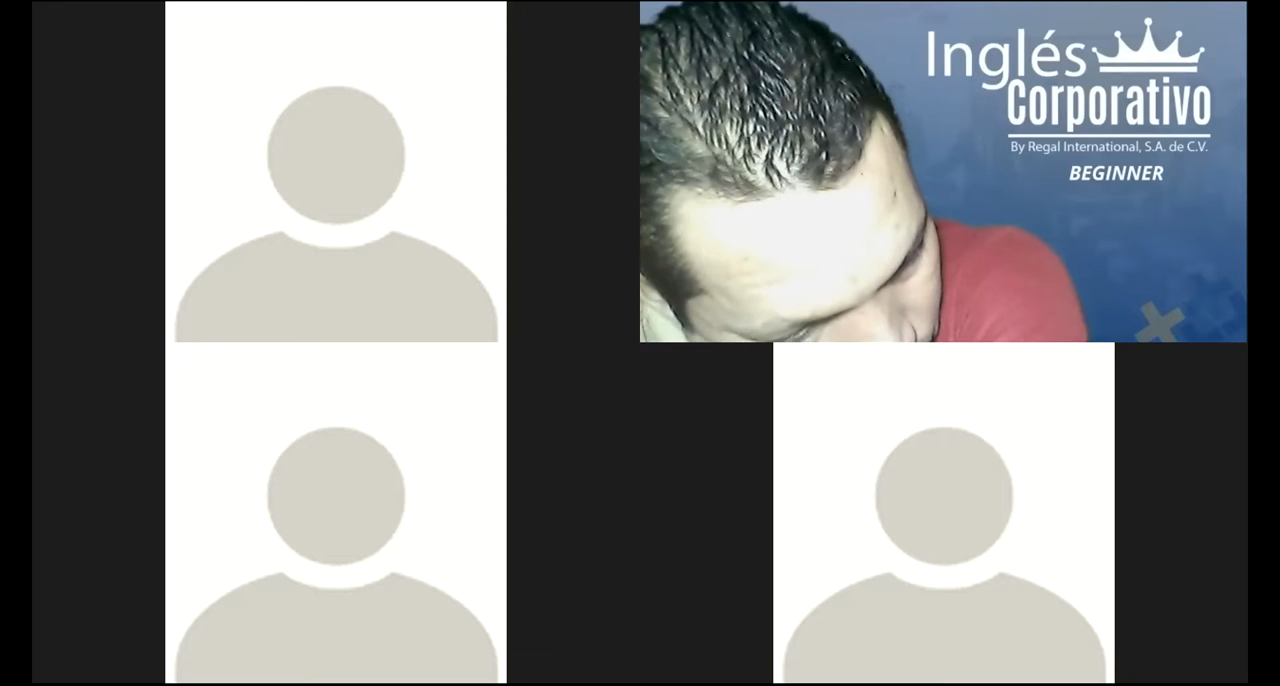 Inglés
Corporativo
By Regal International, S.A. de C.V.
BEGINNER